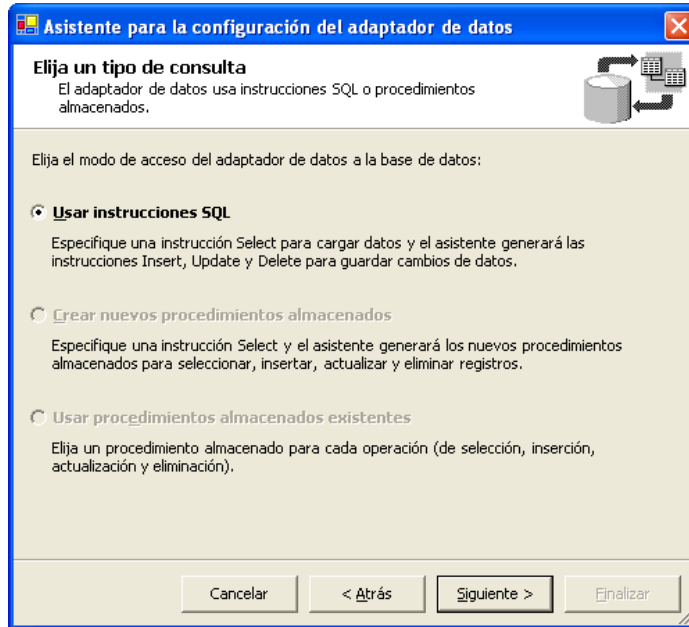 Asistente para la configuración del adaptador de datos
Elija un tipo de consulta
El adaptador de datos usa instrucciones SQL o procedimientos
almacenados.
Elija el modo de acceso del adaptador de datos a la base de datos:
Usar instrucciones SQL
Especifique una instrucción Select para cargar datos y el asistente generará las
instrucciones Insert, Update y Delete para guardar cambios de datos.
Crear nuevos procedimientos almacenados
Especifique una instrucción Select y el asistente generará los nuevos procedimientos
almacenados para seleccionar, insertar, actualizar y eliminar registros.
Usar procedimientos almacenados existentes
Elija un procedimiento almacenado para cada operación (de selección, inserción,
actualización y eliminación).
Cancelar < Atrás Siguiente > Finalizar